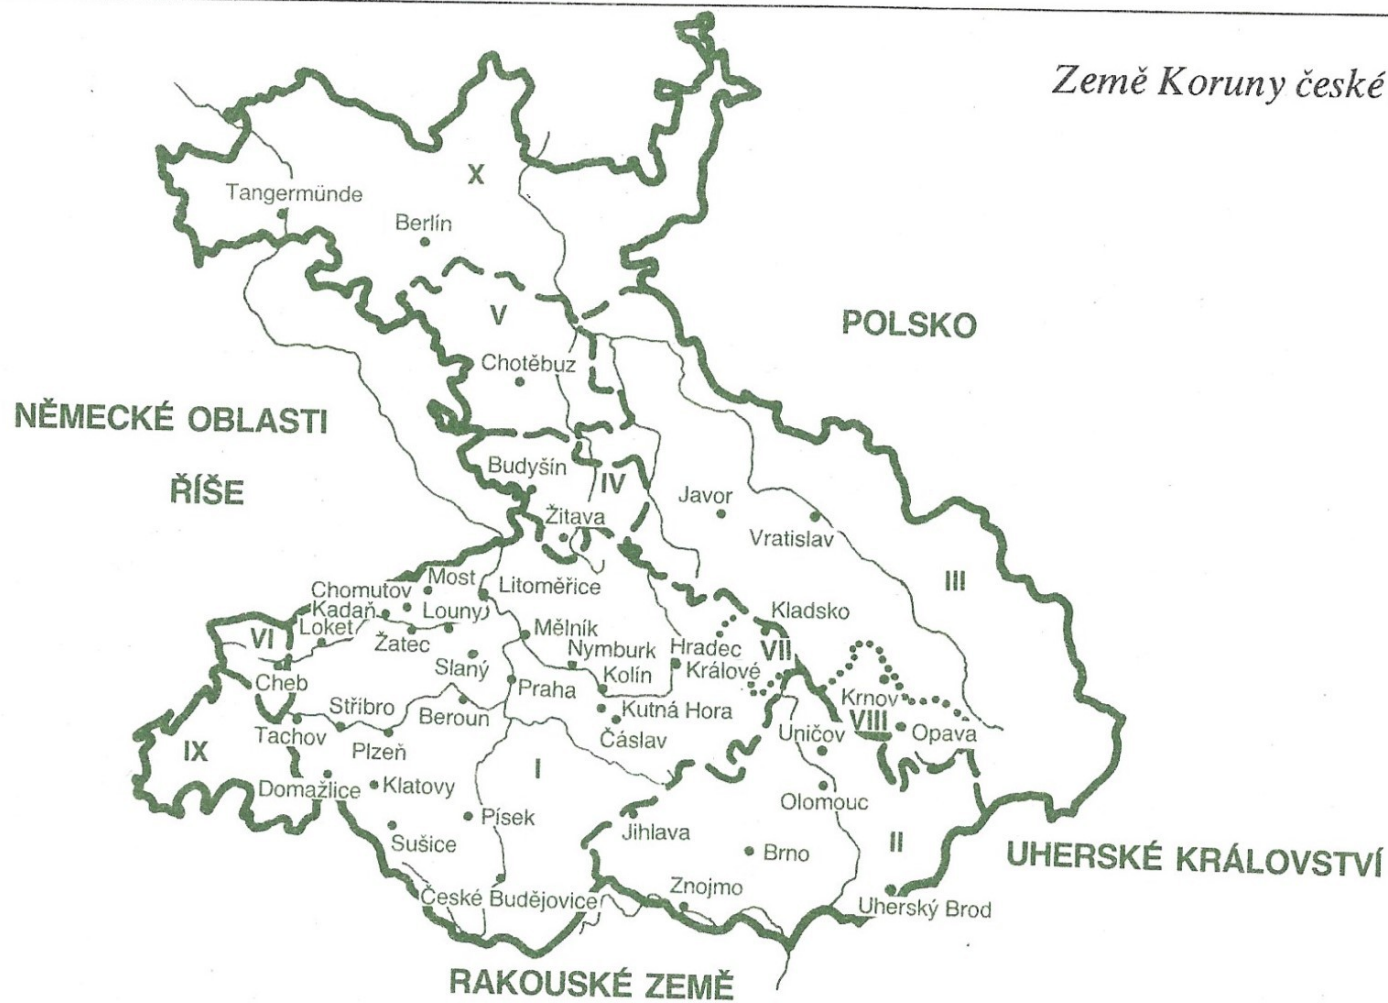 Země Koruny české
X
Tangermünde
Berlín
V
POLSKO
Chotěbuz
NĚMECKÉ OBLASTI
ŘÍŠE
Budyšín
IV
Javor
Žitava
Vratislav
III
Most
Litoměřice
Chomutov
Kadaň
Louny
Kladsko
Loket
VI
Žatec
Mělník
Nymburk
Hradec
Králové
VII
Slaný
Kolín
Cheb
Praha
Krnov
Stříbro
Beroun
Kutná Hora
VIII
Tachov
Uničov
Opava
Plzeň
Čáslav
IX
I
Domažlice
Klatovy
Olomouc
Písek
Jihlava
Sušice
Brno
II
UHERSKÉ KRÁLOVSTVÍ
Znojmo
České Budějovice
Uherský Brod
RAKOUSKÉ ZEMĚ